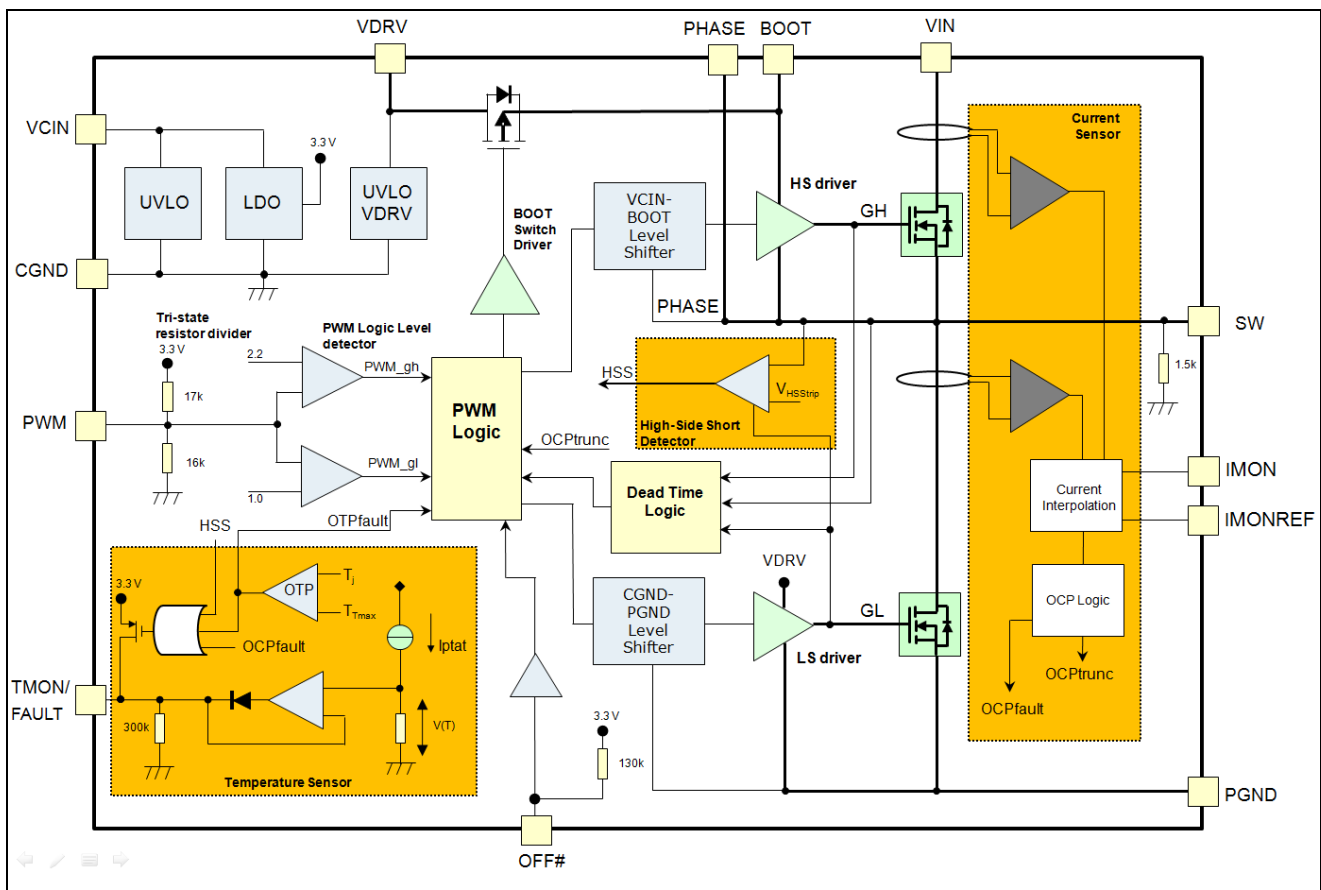 VDRV
PHASE
BOOT
VIN
VCIN
3.3 V
UVLO
LDO
UVLO
VDRV
BOOT
Switch
Driver
VCIN-
BOOT
Level
Shifter
HS driver
GH
Current
Sensor
CGND
PHASE
SW
1.5k
Tri-state
resistor divider
3.3 V
17k
16k
PWM
PWM Logic Level
detector
2.2
1.0
PWM_gh
PWM_gl
PWM
Logic
HSS
VHSStrip
High-Side Short
Detector
OCPtrunc
Dead Time
Logic
IMON
IMONREF
Current
Interpolation
OCP Logic
OCPtrunc
OCPfault
OTPfault
HSS
3.3 V
OTP
Tj
TTmax
OCPfault
Iptat
V(T)
300k
Temperature Sensor
TMON/
FAULT
CGND-
PGND
Level
Shifter
VDRV
LS driver
GL
3.3 V
130k
OFF#
PGND